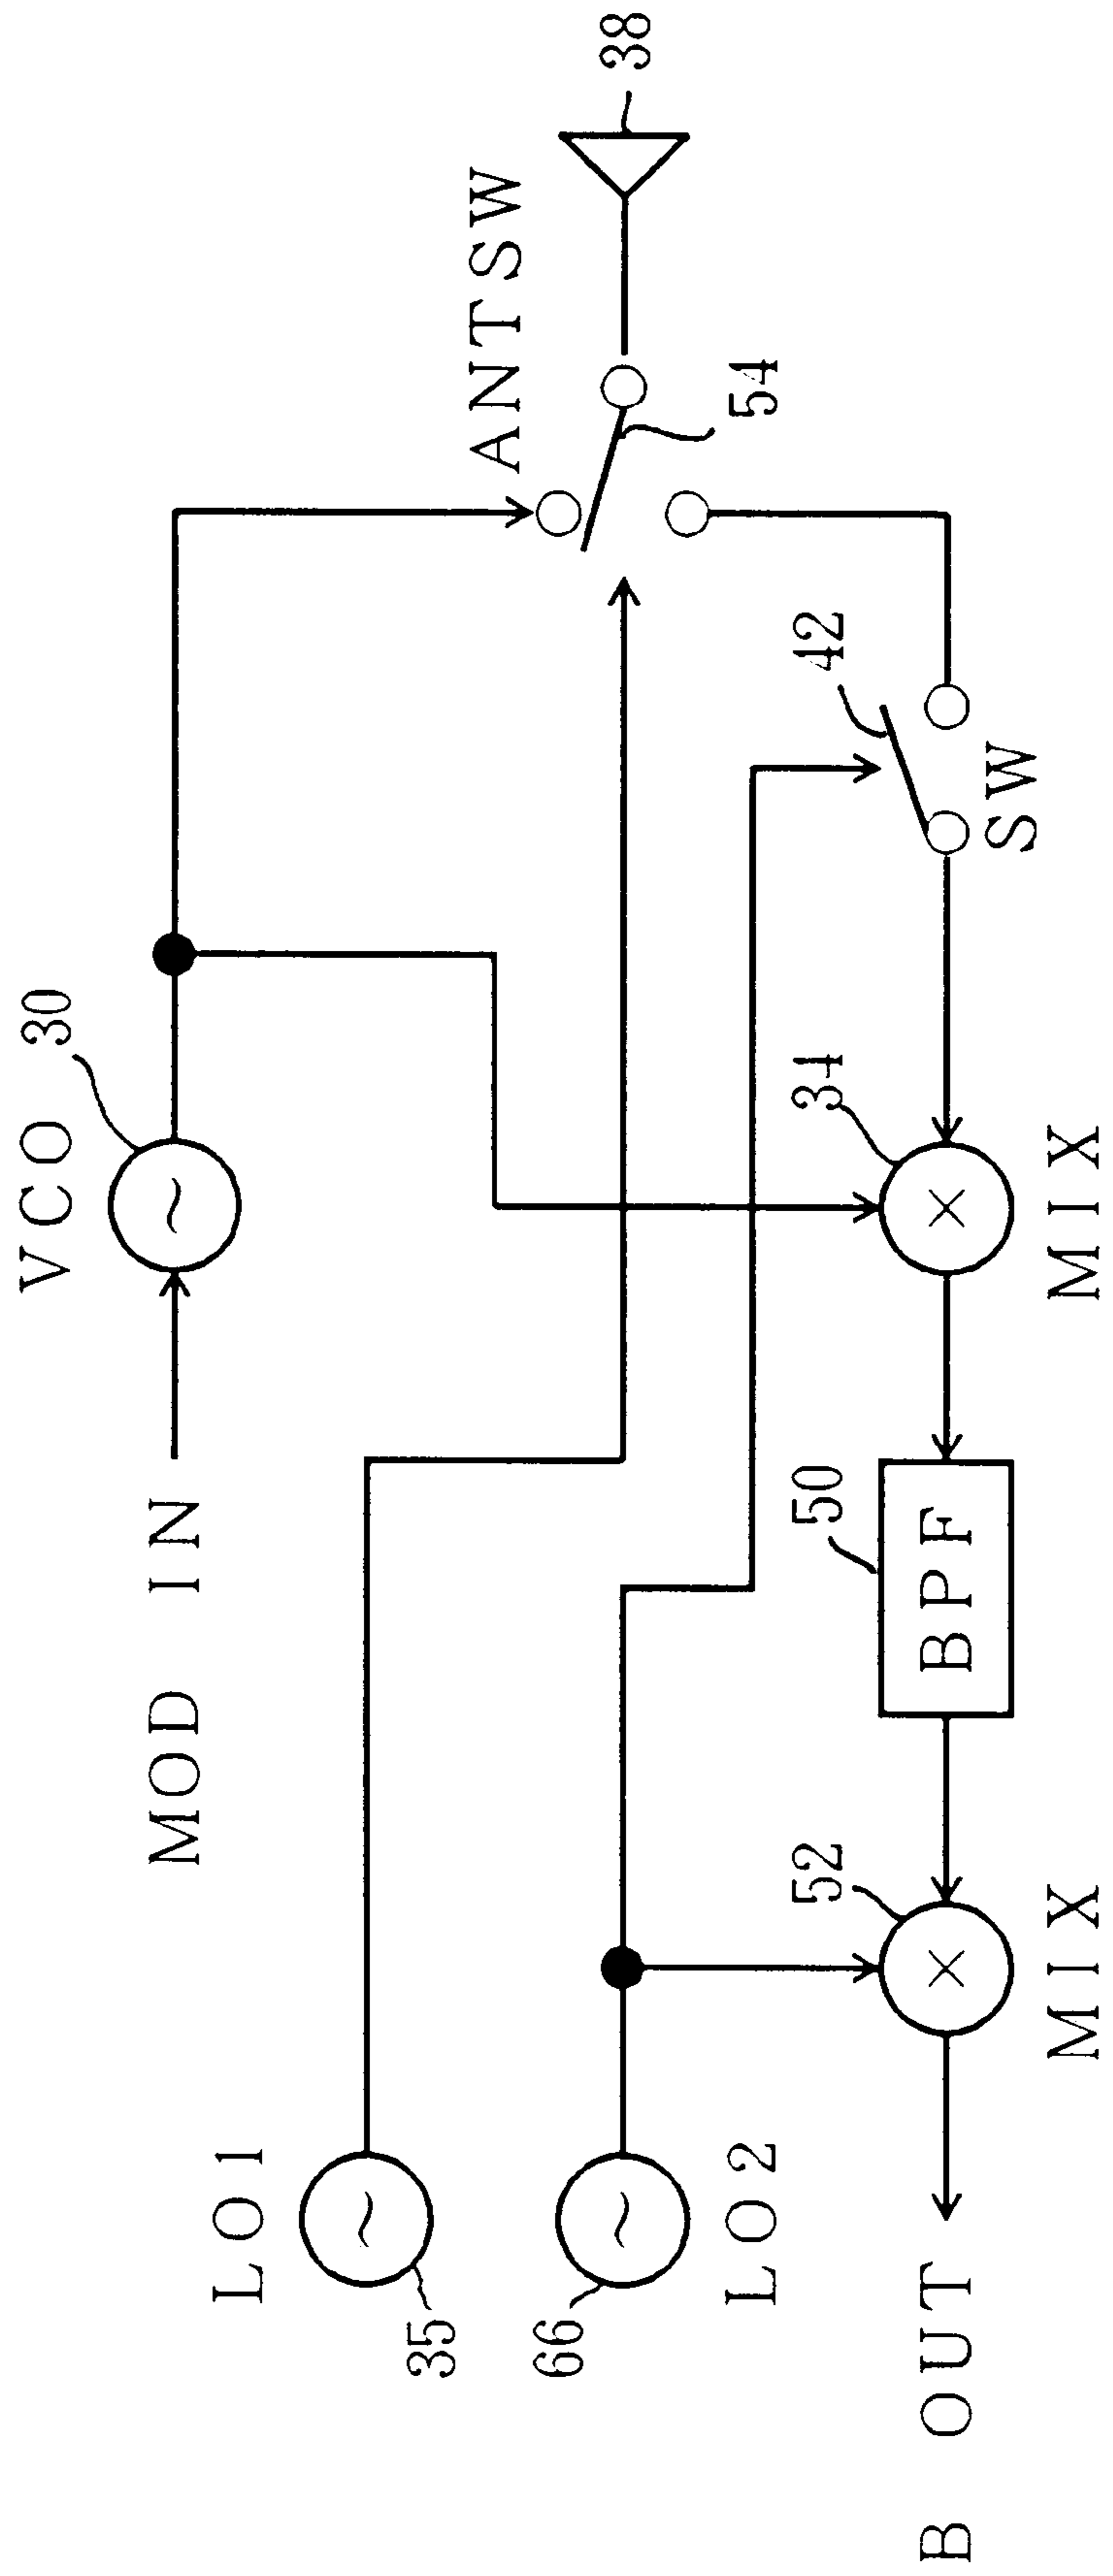 VCO 30
MOD IN
ANTSW
38
54
LO1
35
66
LO2
42
SW
34
MIX
50
BPF
52
MIX
B OUT